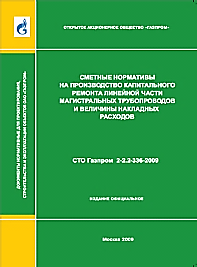 ОТКРЫТОЕ АКЦИОНЕРНОЕ ОБЩЕСТВО «ГАЗПРОМ»
ДОКУМЕНТЫ НОРМАТИВНЫЕ ДЛЯ ПРОЕКТИРОВАНИЯ,
СТРОИТЕЛЬСТВА И ЭКСПЛУАТАЦИИ ОБЪЕКТОВ ОАО «ГАЗПРОМ»
СМЕТНЫЕ НОРМАТИВЫ
НА ПРОИЗВОДСТВО КАПИТАЛЬНОГО
РЕМОНТА ЛИНЕЙНОЙ ЧАСТИ
МАГИСТРАЛЬНЫХ ТРУБОПРОВОДОВ
И ВЕЛИЧИНЫ НАКЛАДНЫХ
РАСХОДОВ
СТО Газпром 2-2.2-336-2009
ИЗДАНИЕ ОФИЦИАЛЬНОЕ
Москва 2009